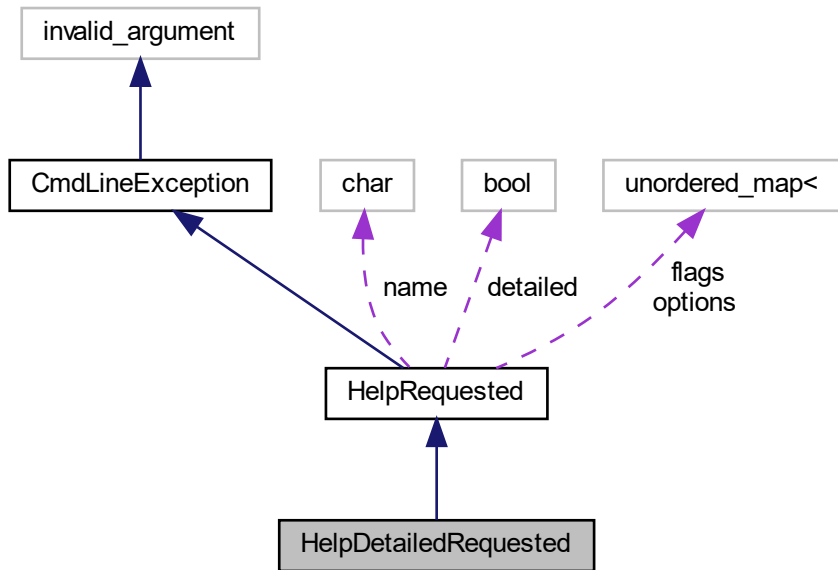 invalid_argument
CmdLineException
char
bool
unordered_map<
name
detailed
flags
options
HelpRequested
HelpDetailedRequested